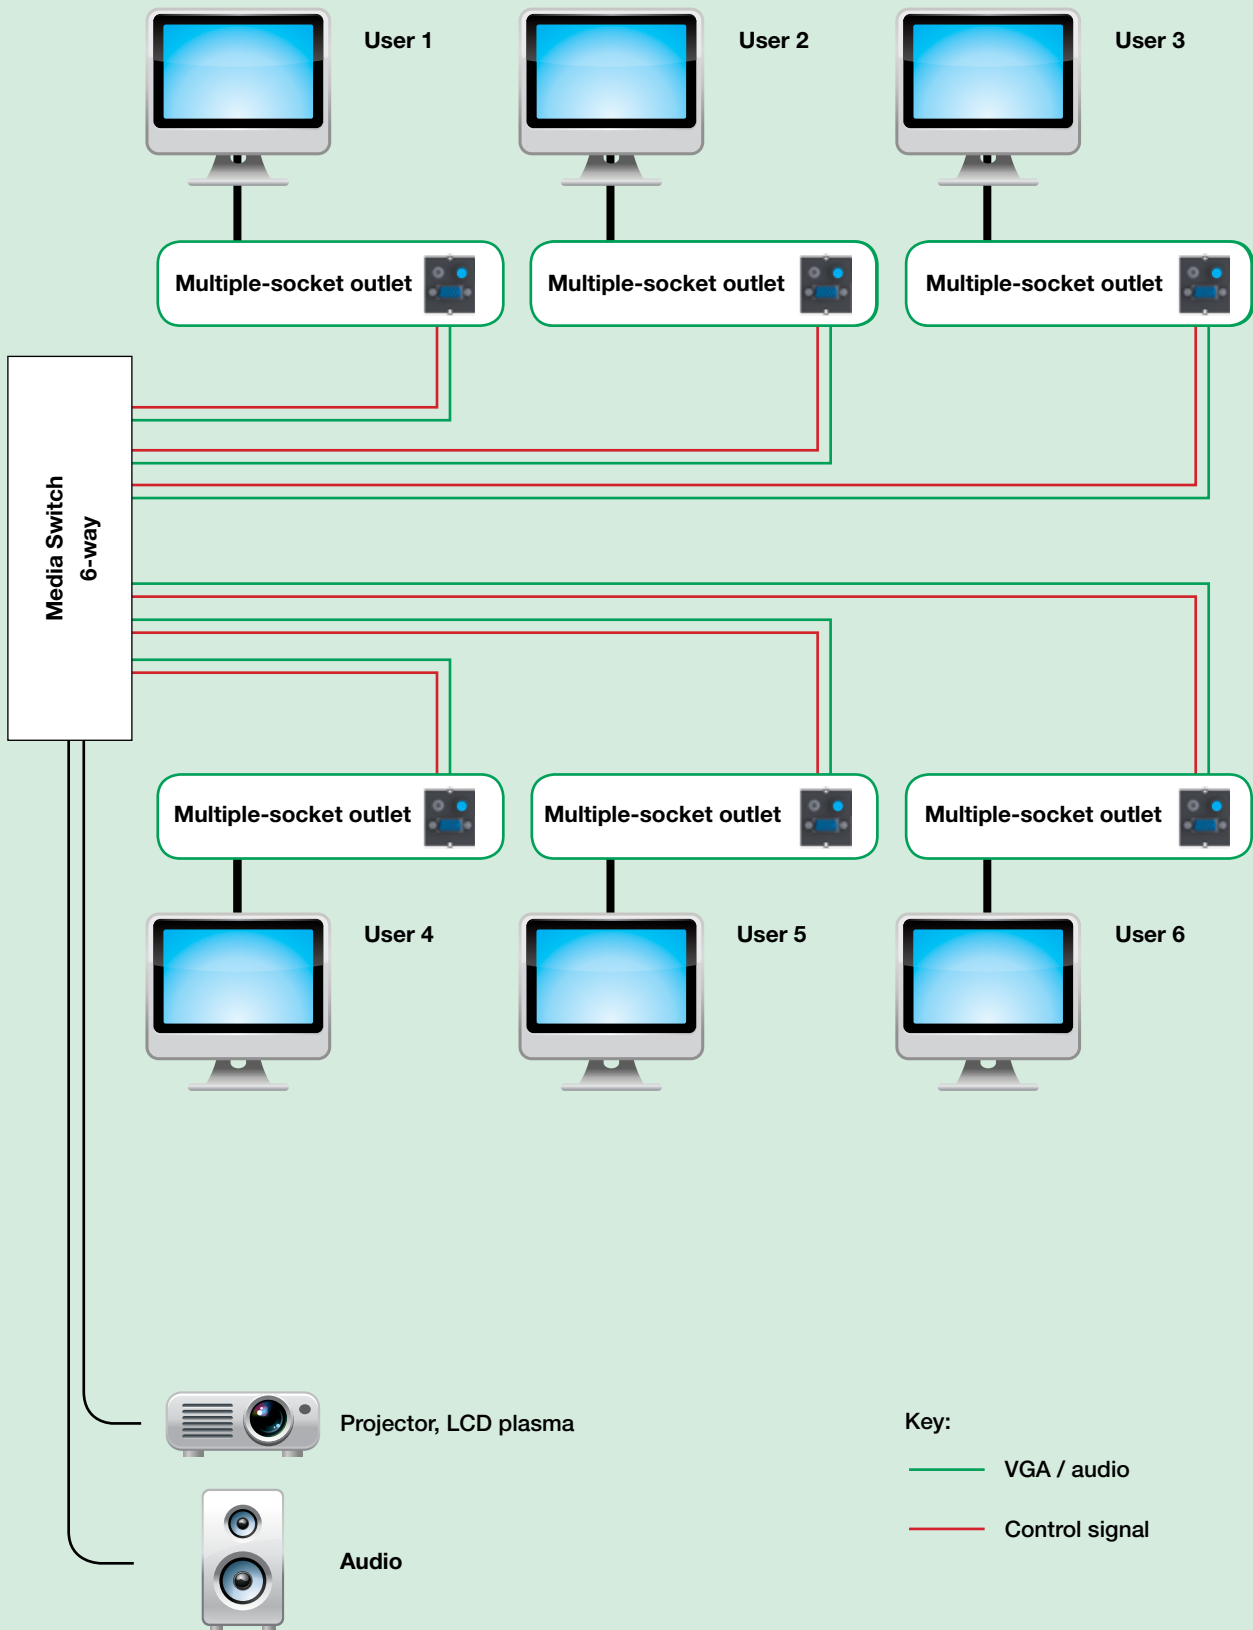 User 1
User 2
User 3
Multiple-socket outlet
Multiple-socket outlet
Multiple-socket outlet
Media Switch
6-way
Multiple-socket outlet
Multiple-socket outlet
Multiple-socket outlet
User 4
User 5
User 6
Projector, LCD plasma
Audio
Key:
VGA / audio
Control signal